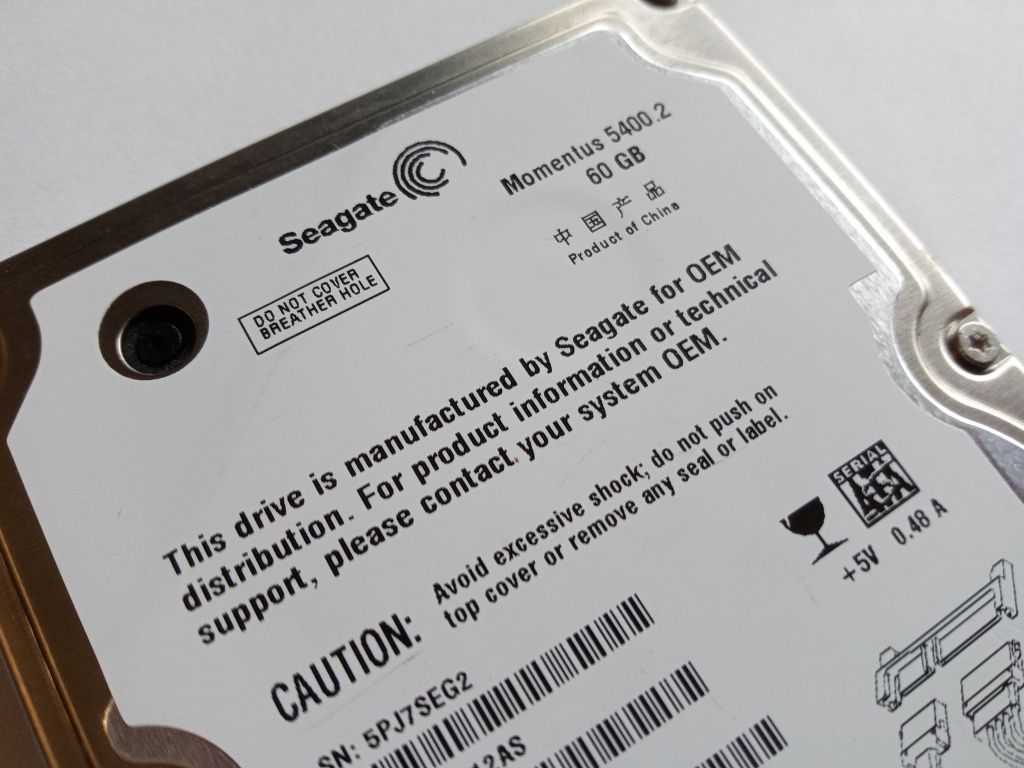 Seagate
Momentus 5400.2
60 GB
中国产品
Product of China
DO NOT COVER
BREATHER HOLE
This drive is manufactured by Seagate for OEM
distribution. For product information or technical
support, please contact your system OEM.
CAUTION:
Avoid excessive shock; do not push on
top cover or remove any seal or label.
SERIAL
ATA
+5V 0.48 A
SN: 5PJ7SEG2
12AS